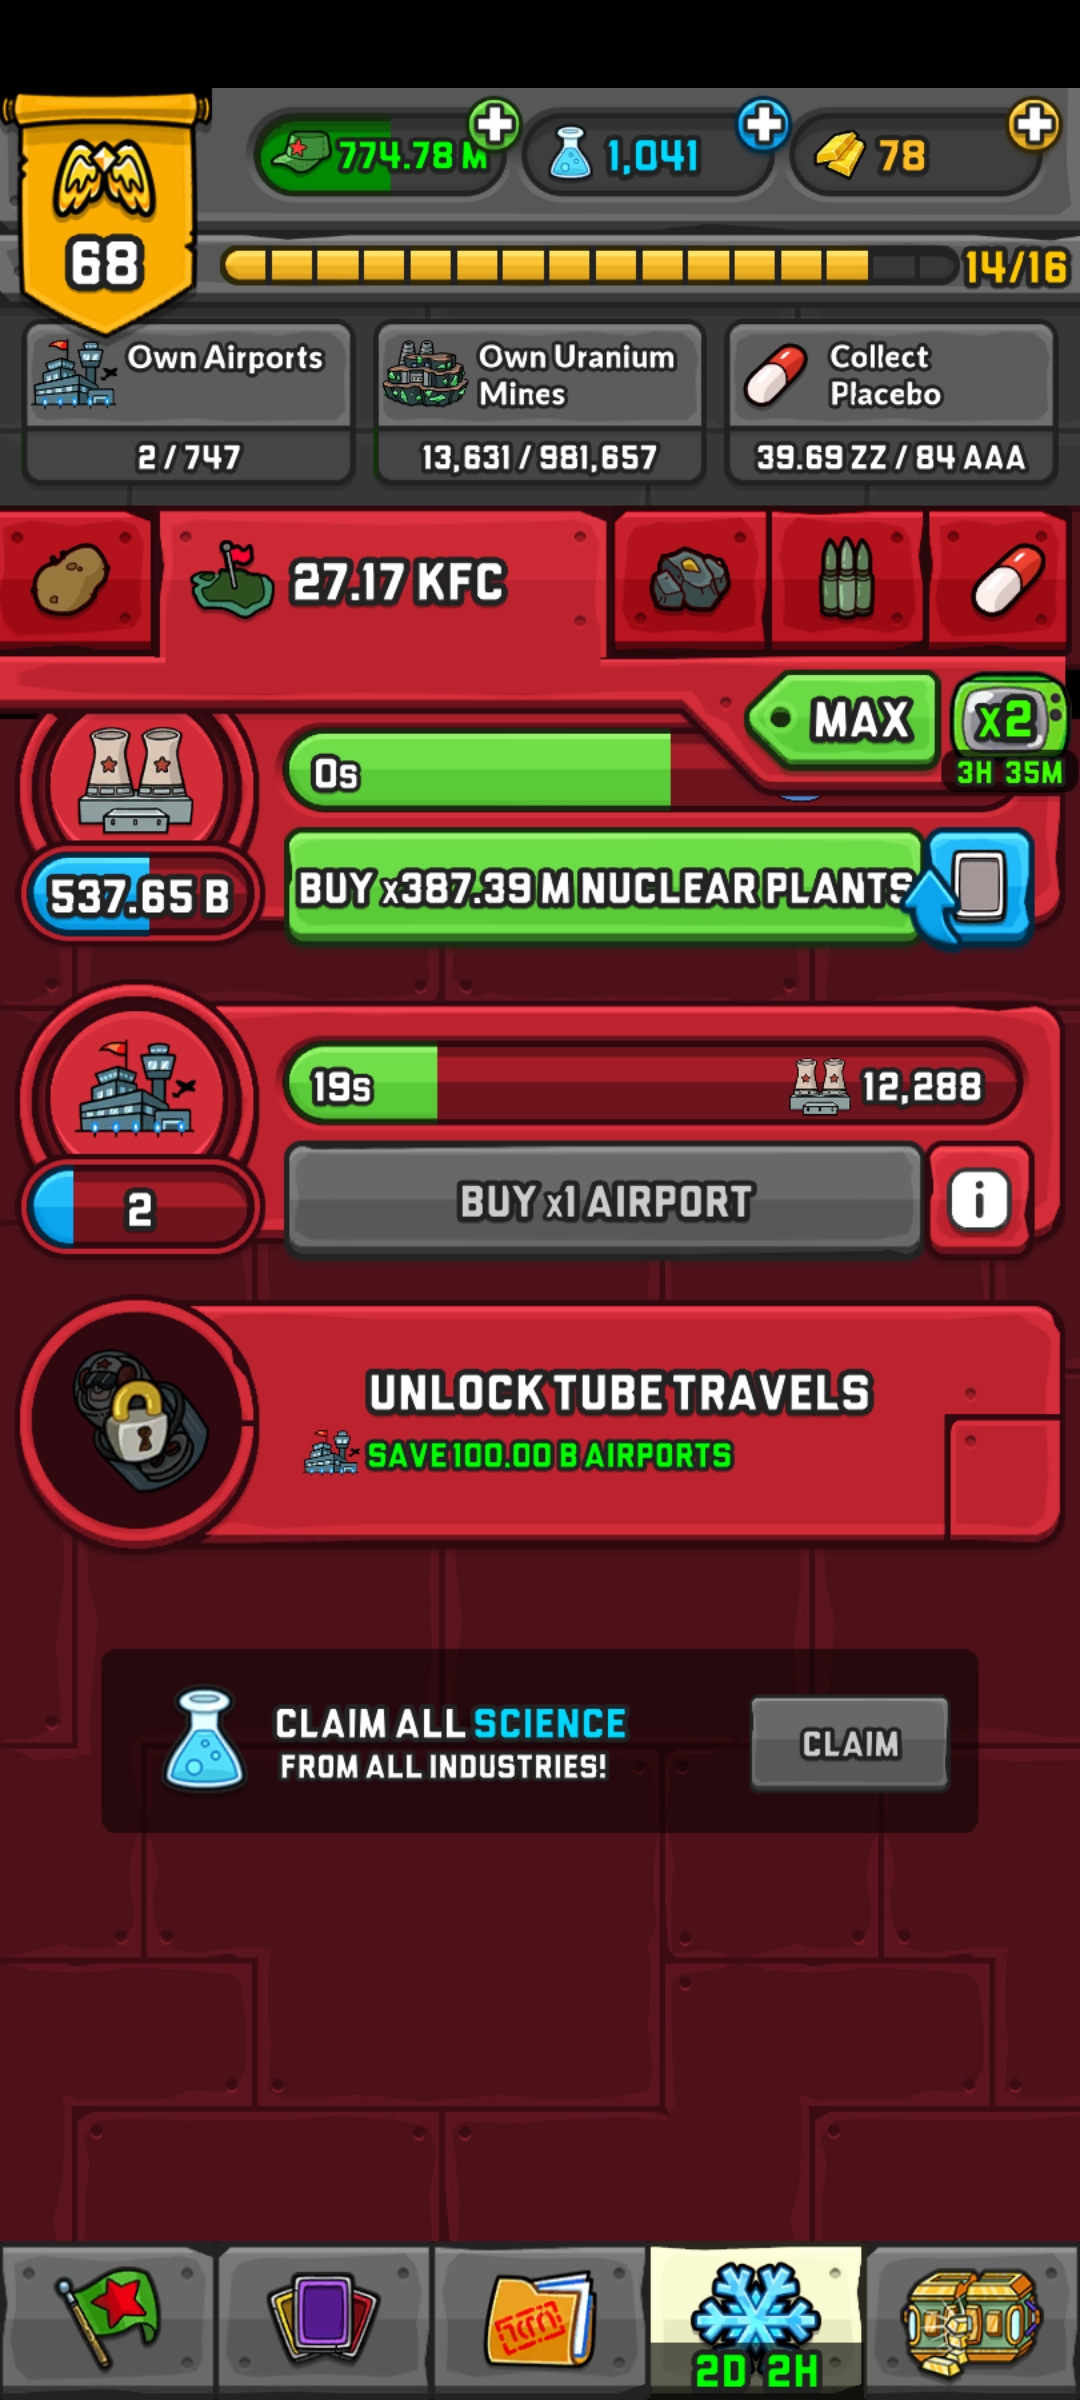 774.78 M
1,041
78
68
14/16
Own Airports
2 / 747
Own Uranium
Mines
13,631 / 981,657
Collect
Placebo
39.69 ZZ / 84 AAA
27.17 KFC
MAX
x2
3H 35M
0s
537.65 B
BUY x387.39 M NUCLEAR PLANTS
19s
12,288
2
BUY x1 AIRPORT
i
UNLOCK TUBE TRAVELS
SAVE 100.00 B AIRPORTS
CLAIM ALL SCIENCE
FROM ALL INDUSTRIES!
CLAIM
2D 2H